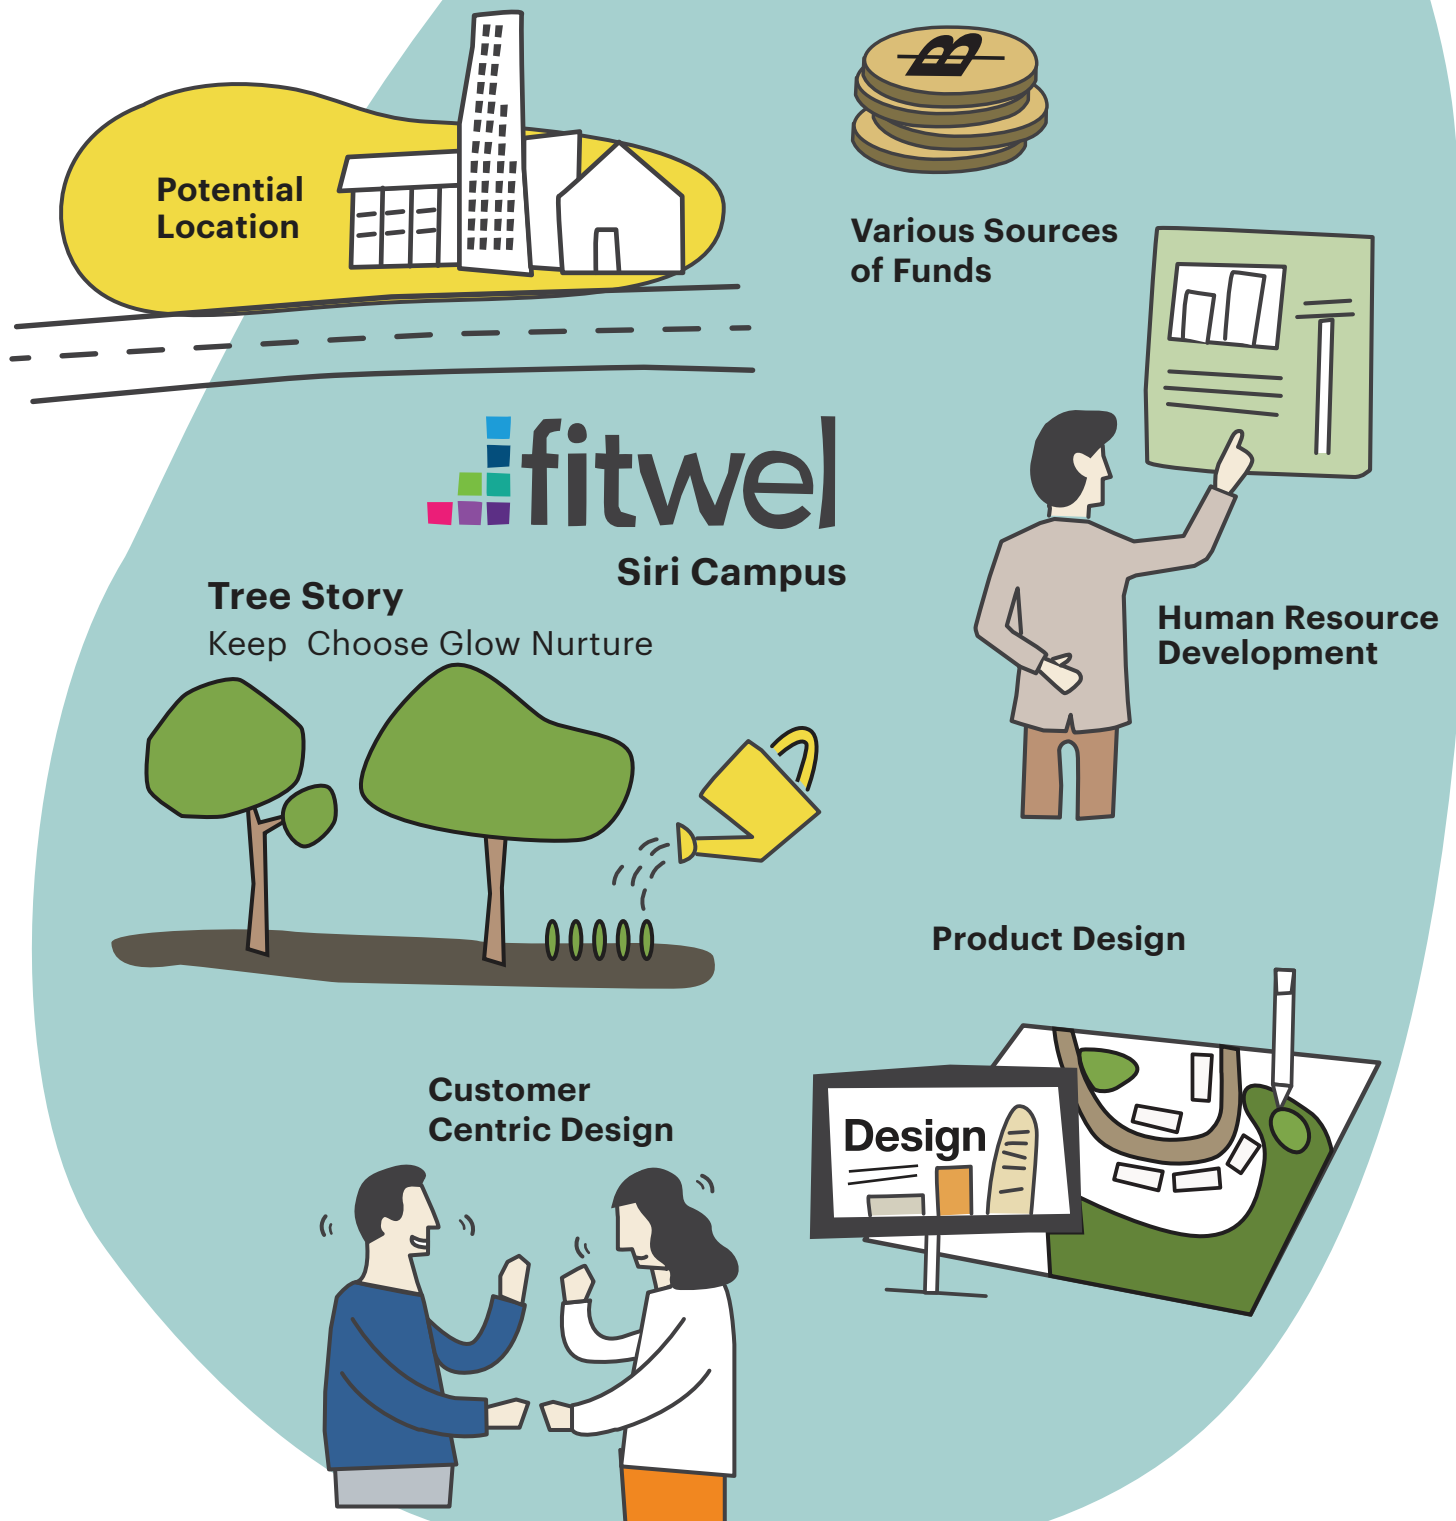 Potential
Location
B
Various Sources
of Funds
fitwel
Siri Campus
Tree Story
Keep Choose Glow Nurture
Human Resource
Development
Product Design
Design
Customer
Centric Design